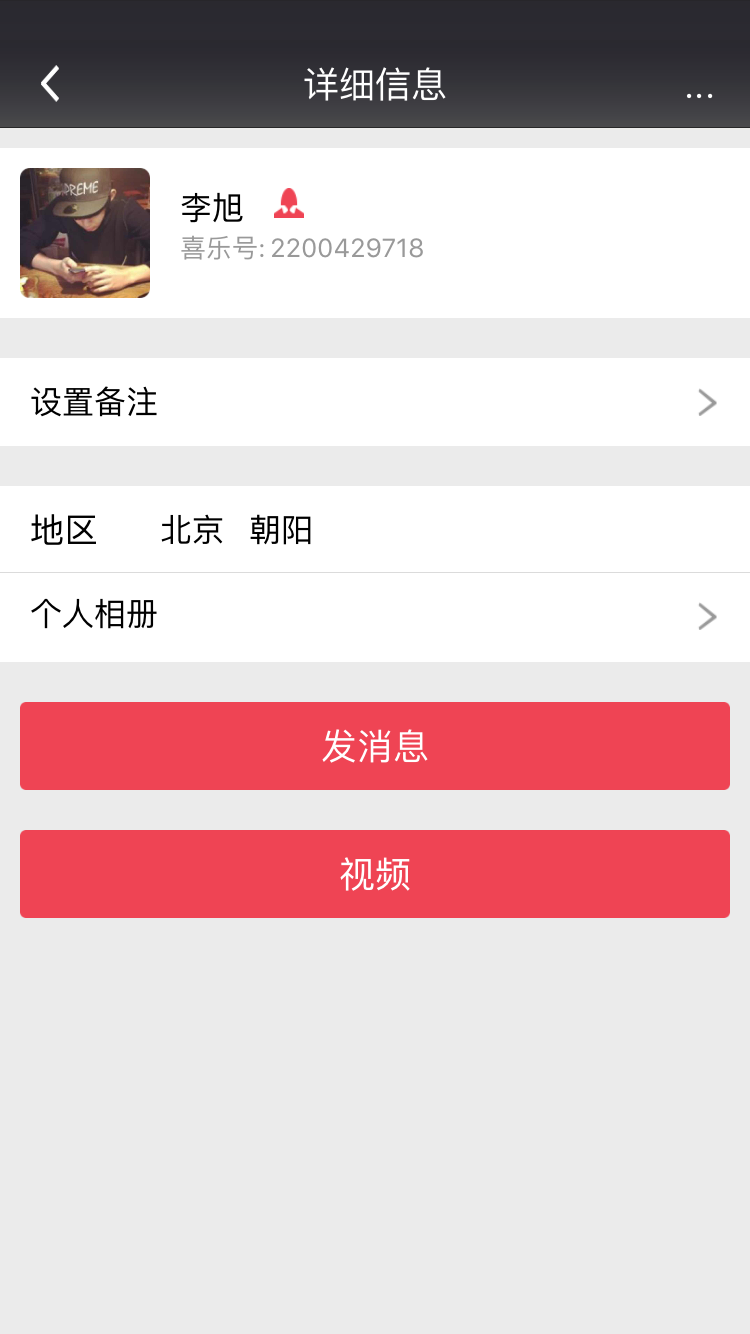 详细信息
...
李旭
喜乐号: 2200429718
设置备注
地区 北京 朝阳
个人相册
发消息
视频